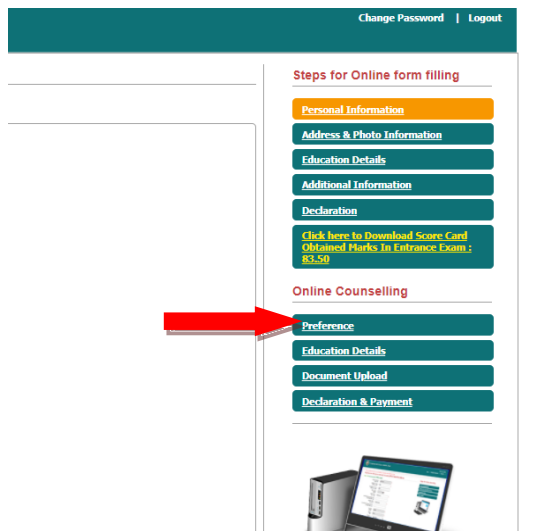 Change Password | Logout
Steps for Online form filling
Personal Information
Address & Photo Information
Education Details
Additional Information
Declaration
Click here to Download Score Card
Obtained Marks In Entrance Exam :
83.50
Online Counselling
Preference
Education Details
Document Upload
Declaration & Payment